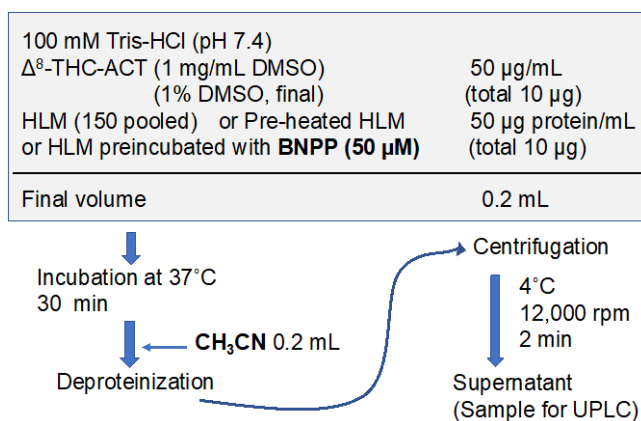 100 mM Tris-HCl (pH 7.4)
Δ⁸-THC-ACT (1 mg/mL DMSO) 50 µg/mL
(1% DMSO, final) (total 10 µg)
HLM (150 pooled) or Pre-heated HLM 50 µg protein/mL
or HLM preincubated with BNPP (50 µM) (total 10 µg)
Final volume 0.2 mL
Incubation at 37˚C
30 min
CH₃CN 0.2 mL
Deproteinization
Centrifugation
4˚C
12,000 rpm
2 min
Supernatant
(Sample for UPLC)